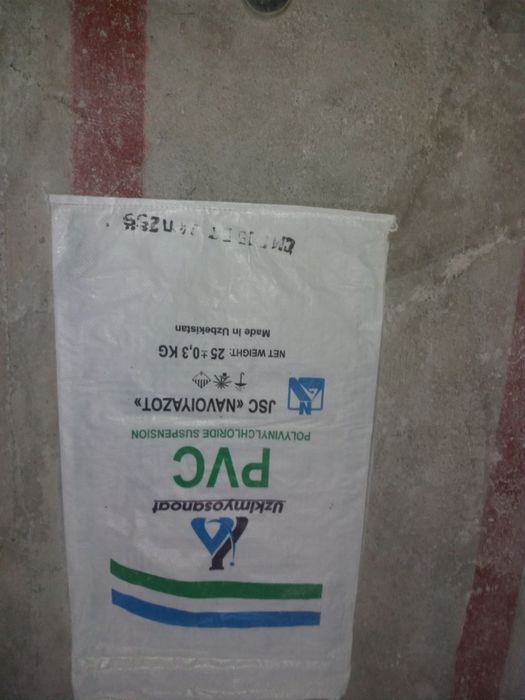 Uzkimyosanoat
PVC
POLYVINYLCHLORIDE SUSPENSION
JSC «NAVOIYAZOT»
NET WEIGHT: 25 ± 0,3 KG
Made in Uzbekistan